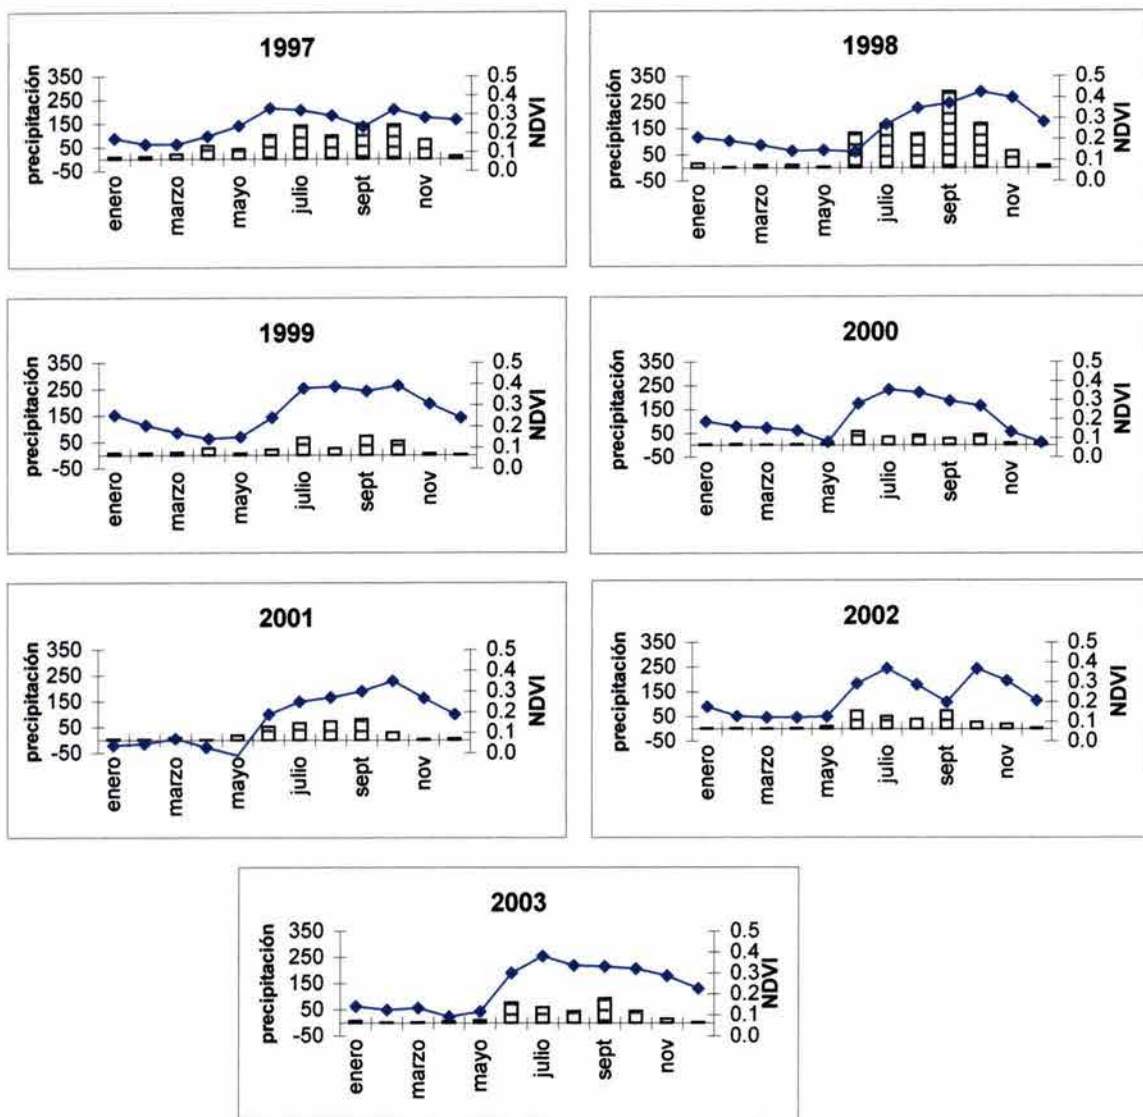 1997
precipitación
350
250
150
50
-50
enero
marzo
mayo
julio
sept
nov
0.5
0.4
0.3
0.2
0.1
0.0
NDVI
1998
precipitación
350
250
150
50
-50
enero
marzo
mayo
julio
sept
nov
0.5
0.4
0.3
0.2
0.1
0.0
NDVI
1999
precipitación
350
250
150
50
-50
enero
marzo
mayo
julio
sept
nov
0.5
0.4
0.3
0.2
0.1
0.0
NDVI
2000
precipitación
350
250
150
50
-50
enero
marzo
mayo
julio
sept
nov
0.5
0.4
0.3
0.2
0.1
0.0
NDVI
2001
precipitación
350
250
150
50
-50
enero
marzo
mayo
julio
sept
nov
0.5
0.4
0.3
0.2
0.1
0.0
NDVI
2002
precipitación
350
250
150
50
-50
enero
marzo
mayo
julio
sept
nov
0.5
0.4
0.3
0.2
0.1
0.0
NDVI
2003
precipitación
350
250
150
50
-50
enero
marzo
mayo
julio
sept
nov
0.5
0.4
0.3
0.2
0.1
0.0
NDVI